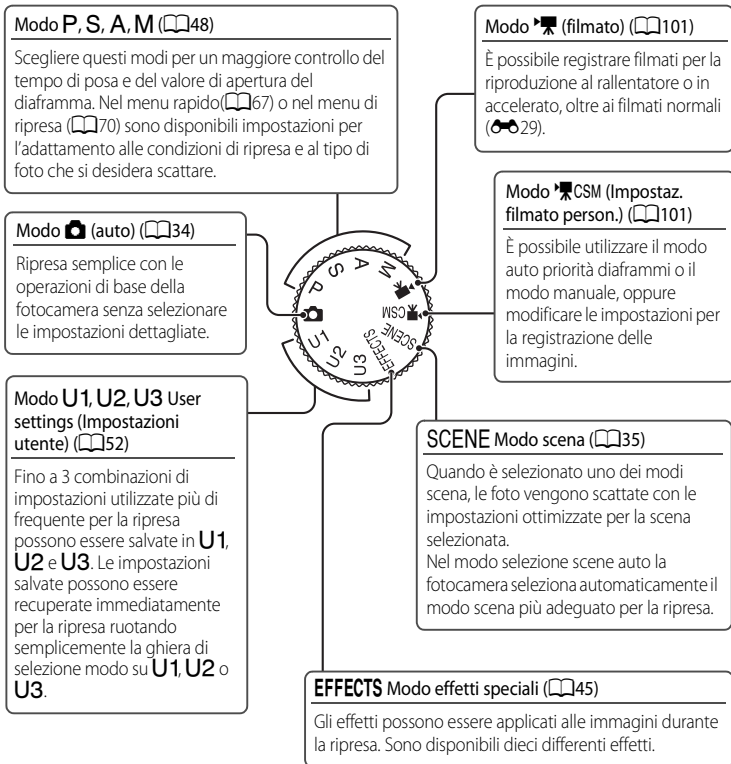 Modo P, S, A, M (48)
Scegliere questi modi per un maggiore controllo del
tempo di posa e del valore di apertura del
diaframma. Nel menu rapido(67) o nel menu di
ripresa (70) sono disponibili impostazioni per
l'adattamento alle condizioni di ripresa e al tipo di
foto che si desidera scattare.
Modo (filmato) (101)
È possibile registrare filmati per la
riproduzione al rallentatore o in
accelerato, oltre ai filmati normali
(29).
Modo (auto) (34)
Ripresa semplice con le
operazioni di base della
fotocamera senza selezionare
le impostazioni dettagliate.
Modo CSM (Impostaz.
filmato person.) (101)
È possibile utilizzare il modo
auto priorità diaframmi o il
modo manuale, oppure
modificare le impostazioni per
la registrazione delle
immagini.
P
S
A
M
CSM
SCENE
EFFECTS
U3
U2
U1
Modo U1, U2, U3 User
settings (Impostazioni
utente) (52)
Fino a 3 combinazioni di
impostazioni utilizzate più di
frequente per la ripresa
possono essere salvate in U1,
U2 e U3. Le impostazioni
salvate possono essere
recuperate immediatamente
per la ripresa ruotando
semplicemente la ghiera di
selezione modo su U1, U2 o
U3.
SCENE Modo scena (35)
Quando è selezionato uno dei modi
scena, le foto vengono scattate con le
impostazioni ottimizzate per la scena
selezionata.
Nel modo selezione scene auto la
fotocamera seleziona automaticamente il
modo scena più adeguato per la ripresa.
EFFECTS Modo effetti speciali (45)
Gli effetti possono essere applicati alle immagini durante
la ripresa. Sono disponibili dieci differenti effetti.